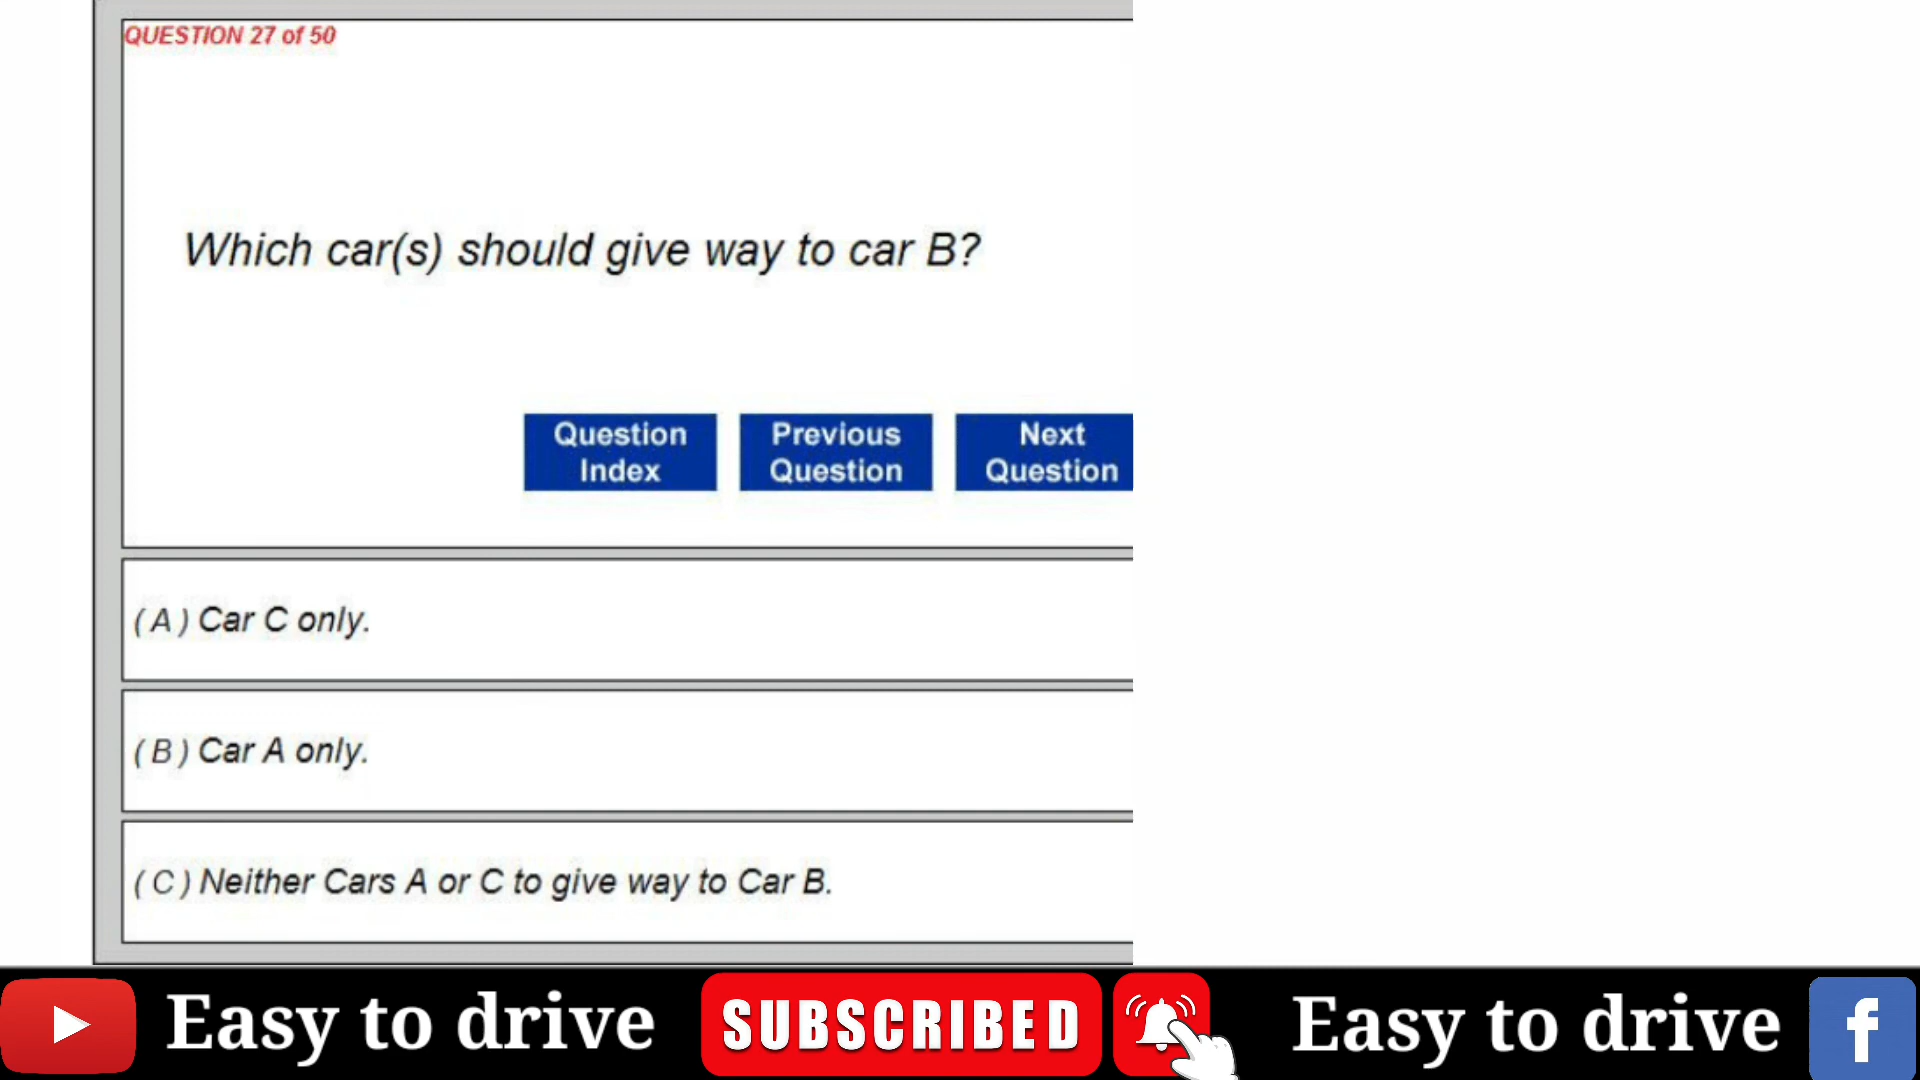 QUESTION 27 of 50
Which car(s) should give way to car B?
Question Index
Previous Question
Next Question
(A) Car C only.
(B) Car A only.
(C) Neither Cars A or C to give way to Car B.
Easy to drive
SUBSCRIBED
Easy to drive
f